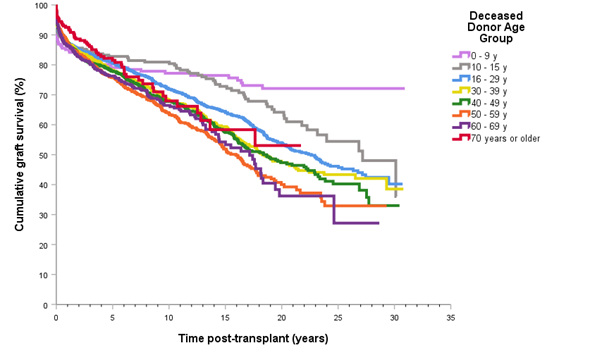 Deceased
Donor Age
Group
0 - 9 y
10 - 15 y
16 - 29 y
30 - 39 y
40 - 49 y
50 - 59 y
60 - 69 y
70 years or older
Cumulative graft survival (%)
100
90
80
70
60
50
40
30
20
10
0
0 5 10 15 20 25 30 35
Time post-transplant (years)